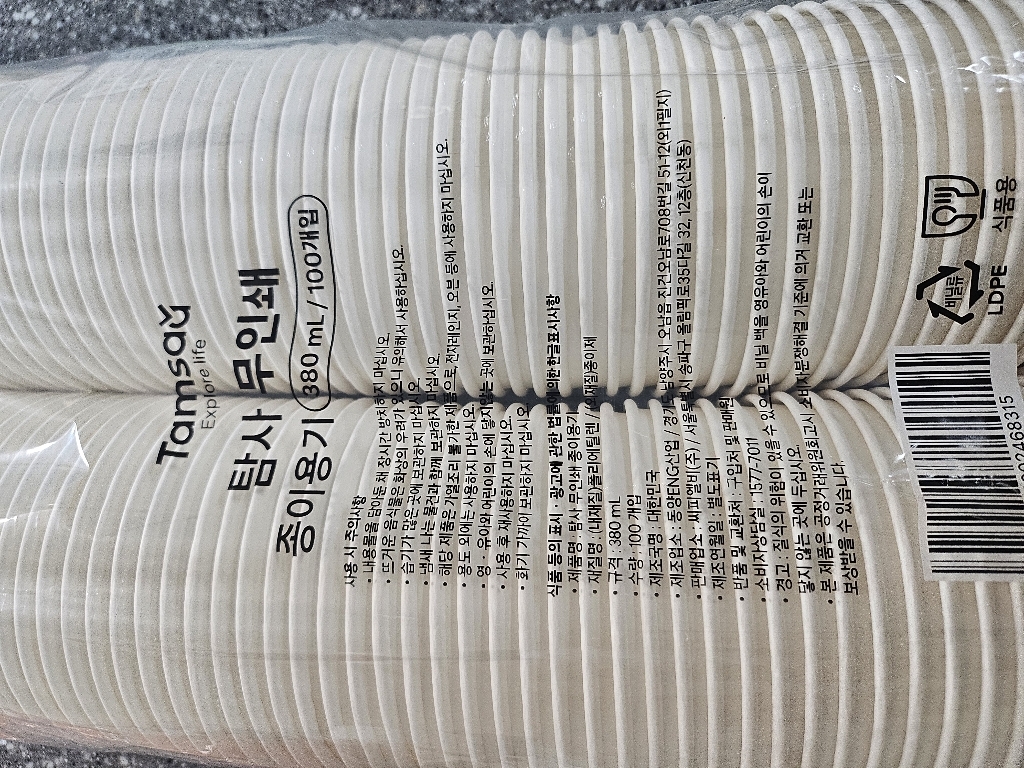 Tamsaă
Explore life
탐사 무인쇄
종이용기 380 mL / 100개입
사용 시 주의사항
• 내용물을 담아둔 채 장시간 방치하지 마십시오.
• 뜨거운 음식물은 화상의 우려가 있으니 유의해서 사용하십시오.
• 습기가 많은 곳에 보관하지 마십시오.
• 냄새 나는 물건과 함께 보관하지 마십시오.
• 해당 제품은 가열조리 불가한 제품으로 전자레인지, 오븐 등에 사용하지 마십시오.
• 용도 외에는 사용하지 마십시오.
• 영·유아와 어린이의 손에 닿지 않는 곳에 보관하십시오.
• 사용 후 재사용하지 마십시오.
• 화기 가까이 보관하지 마십시오.
식품 등의 표시·광고에 관한 법률에 의한 한글표시사항
• 제품명 : 탐사 무인쇄 종이용기
• 재질명 : (내재질)폴리에틸렌 / (외재질)종이제
• 규격 : 380 mL
• 수량 : 100 개입
• 제조국명 : 대한민국
• 제조업소 : 동양ENG산업 / 경기도 남양주시 오남읍 진건오남로708번길 51-12(외1필지)
• 판매업소 : 씨피엘비(주) / 서울특별시 송파구 올림픽로35다길 32, 12층(신천동)
• 제조연월일 : 별도표기
• 반품 및 교환처 : 구입처 및 판매원
• 소비자상담실 : 1577-7011
• 경고 : 질식의 위험이 있을 수 있으므로 비닐 백을 영유아와 어린이의 손이
닿지 않는 곳에 두십시오.
• 본 제품은 공정거래위원회고시 소비자분쟁해결 기준에 의거 교환 또는
보상받을 수 있습니다.
비닐류
LDPE
식품용
02468315